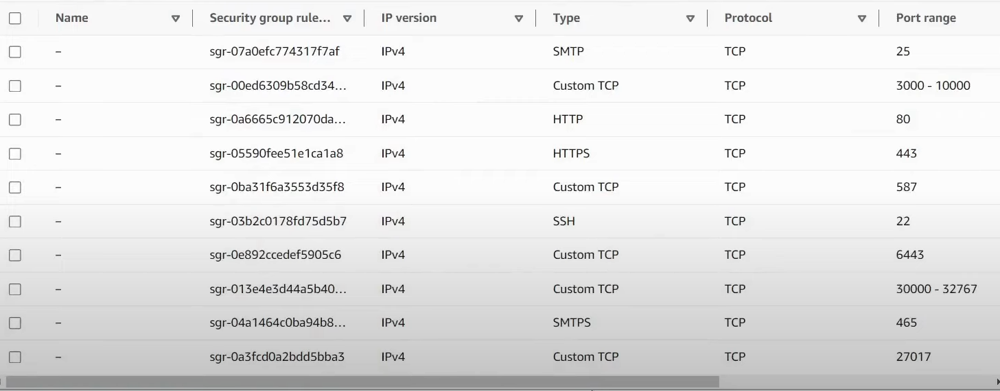 Name Security group rule... IP version Type Protocol Port range
– sgr-07a0efc774317f7af IPv4 SMTP TCP 25
– sgr-00ed6309b58cd34... IPv4 Custom TCP TCP 3000 - 10000
– sgr-0a6665c912070da... IPv4 HTTP TCP 80
– sgr-05590fee51e1ca1a8 IPv4 HTTPS TCP 443
– sgr-0ba31f6a3553d35f8 IPv4 Custom TCP TCP 587
– sgr-03b2c0178fd75d5b7 IPv4 SSH TCP 22
– sgr-0e892ccedef5905c6 IPv4 Custom TCP TCP 6443
– sgr-013e4e3d44a5b40... IPv4 Custom TCP TCP 30000 - 32767
– sgr-04a1464c0ba94b8... IPv4 SMTPS TCP 465
– sgr-0a3fcd0a2bdd5bba3 IPv4 Custom TCP TCP 27017